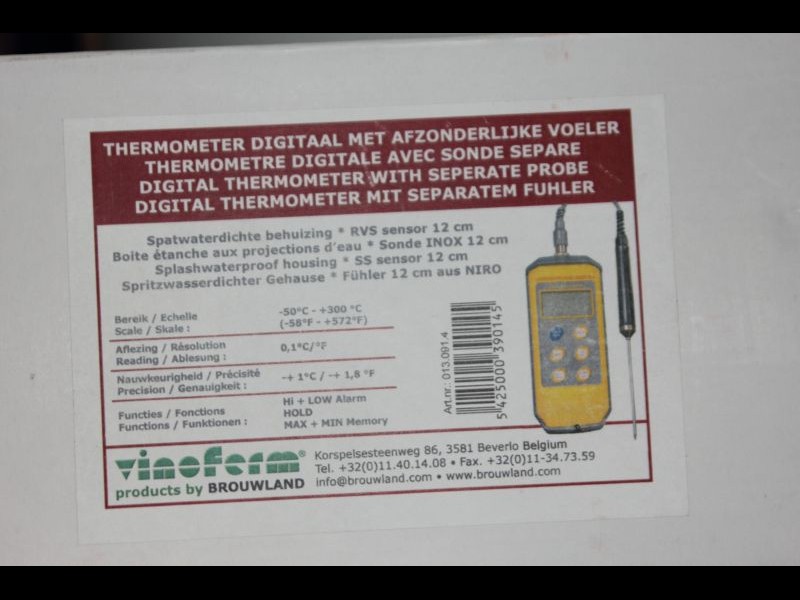 THERMOMETER DIGITAAL MET AFZONDERLIJKE VOELER
THERMOMETRE DIGITALE AVEC SONDE SEPARE
DIGITAL THERMOMETER WITH SEPERATE PROBE
DIGITAL THERMOMETER MIT SEPARATEM FUHLER
Spatwaterdichte behuizing * RVS sensor 12 cm
Boite étanche aux projections d'eau * Sonde INOX 12 cm
Splashwaterproof housing * SS sensor 12 cm
Spritzwasserdichter Gehause * Fühler 12 cm aus NIRO
Bereik / Echelle -50°C - +300 °C
Scale / Skale : (-58°F - +572°F)
Aflezing / Résolution 0,1°C/°F
Reading / Ablesung :
Nauwkeurigheid / Précisité -+ 1°C / -+ 1,8 °F
Precision / Genauigkeit :
Hi + LOW Alarm
Functies / Fonctions HOLD
Functions / Funktionen : MAX + MIN Memory
Art.nr.: 013.091.4
5 425000 390145
vinoferm®
products by BROUWLAND
Korspelsesteenweg 86, 3581 Beverlo Belgium
Tel. +32(0)11.40.14.08 • Fax. +32(0)11-34.73.59
info@brouwland.com • www.brouwland.com